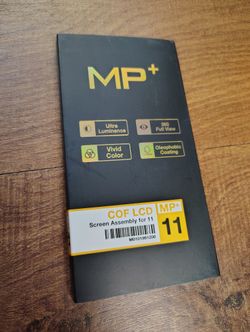 MP+
Ultra
Luminance
360
Full View
Vivid
Color
Oleophobic
Coating
COF LCD
Screen Assembly for 11
MP+
11